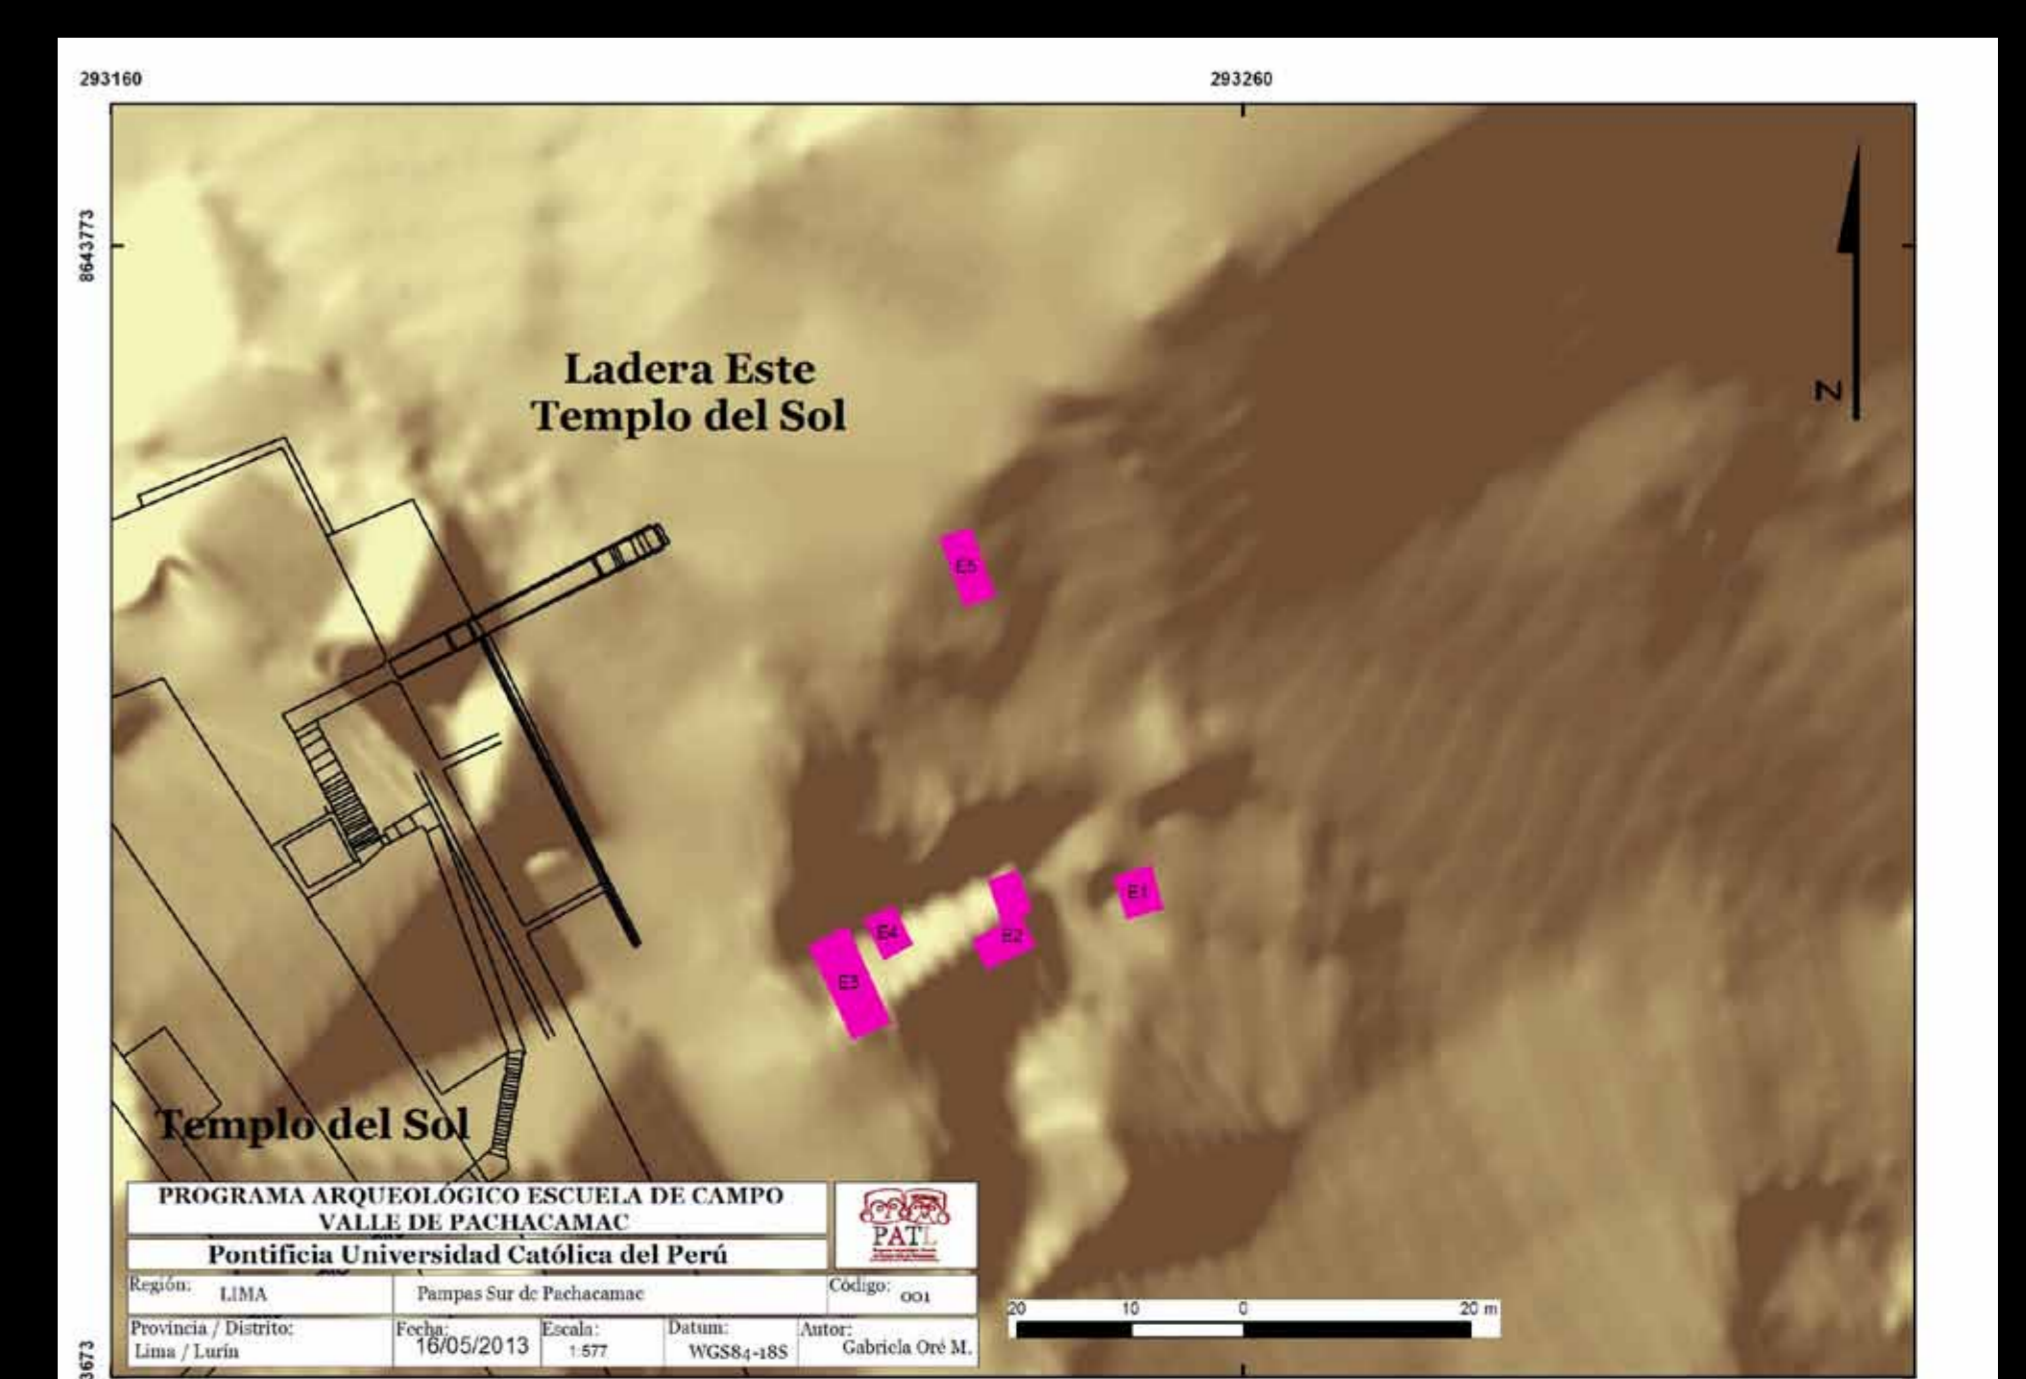 293160
293260
8643773
N
Ladera Este
Templo del Sol
E5
E1
E4
E2
E3
Templo del Sol
PROGRAMA ARQUEOLÓGICO ESCUELA DE CAMPO
VALLE DE PACHACAMAC
PATL
Pontificia Universidad Católica del Perú
Región: LIMA
Pampas Sur de Pachacamac
Código: 001
Provincia / Distrito:
Lima / Lurín
Fecha:
16/05/2013
Escala:
1:577
Datum:
WGS84-18S
Autor:
Gabriela Oré M.
20 10 0 20 m
3673